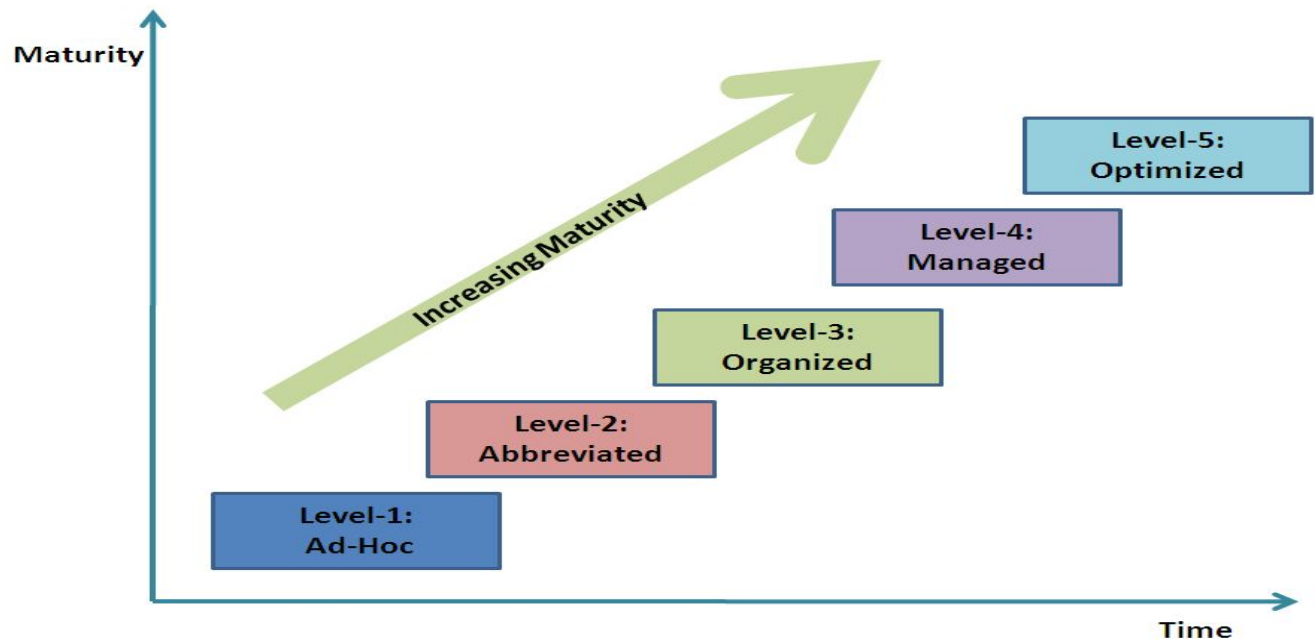 Maturity
Increasing Maturity
Level-5:
Optimized
Level-4:
Managed
Level-3:
Organized
Level-2:
Abbreviated
Level-1:
Ad-Hoc
Time